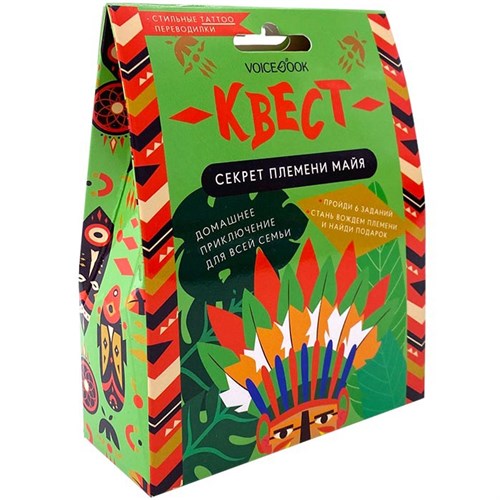 - СТИЛЬНЫЕ TATTOO
ПЕРЕВОДИЛКИ
VOICEBOOK
КВЕСТ
СЕКРЕТ ПЛЕМЕНИ МАЙЯ
ДОМАШНЕЕ
ПРИКЛЮЧЕНИЕ
ДЛЯ ВСЕЙ СЕМЬИ
· ПРОЙДИ 6 ЗАДАНИЙ
· СТАНЬ ВОЖДЕМ ПЛЕМЕНИ
И НАЙДИ ПОДАРОК